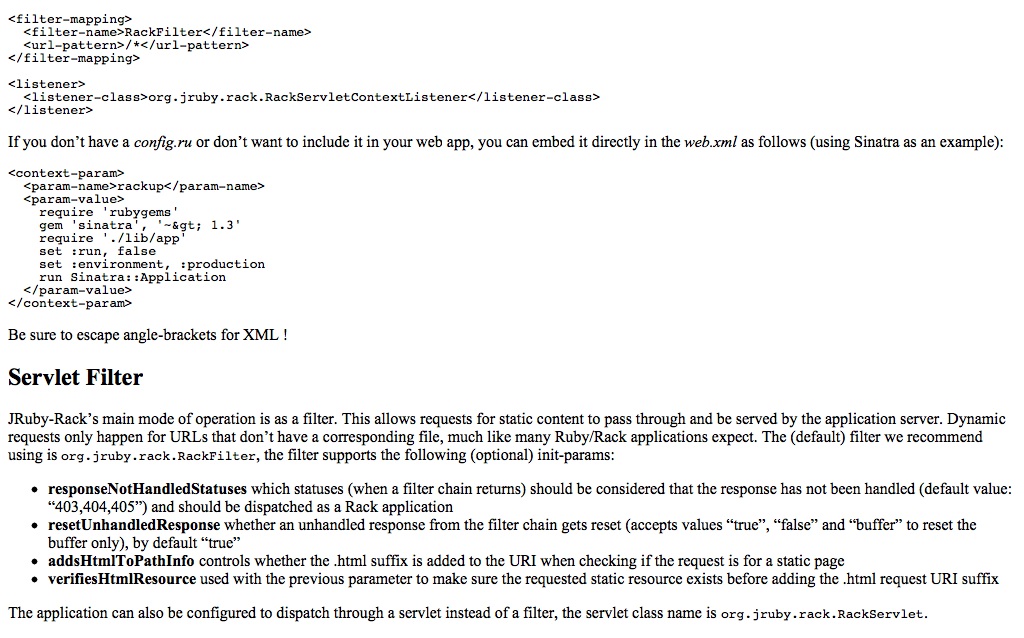 <filter-mapping>
  <filter-name>RackFilter</filter-name>
  <url-pattern>/*</url-pattern>
</filter-mapping>
<listener>
  <listener-class>org.jruby.rack.RackServletContextListener</listener-class>
</listener>
If you don’t have a config.ru or don’t want to include it in your web app, you can embed it directly in the web.xml as follows (using Sinatra as an example):
<context-param>
  <param-name>rackup</param-name>
  <param-value>
    require 'rubygems'
    gem 'sinatra', '~&gt; 1.3'
    require './lib/app'
    set :run, false
    set :environment, :production
    run Sinatra::Application
  </param-value>
</context-param>
Be sure to escape angle-brackets for XML !
Servlet Filter
JRuby-Rack’s main mode of operation is as a filter. This allows requests for static content to pass through and be served by the application server. Dynamic
requests only happen for URLs that don’t have a corresponding file, much like many Ruby/Rack applications expect. The (default) filter we recommend
using is org.jruby.rack.RackFilter, the filter supports the following (optional) init-params:
• responseNotHandledStatuses which statuses (when a filter chain returns) should be considered that the response has not been handled (default value:
“403,404,405”) and should be dispatched as a Rack application
• resetUnhandledResponse whether an unhandled response from the filter chain gets reset (accepts values “true”, “false” and “buffer” to reset the
buffer only), by default “true”
• addsHtmlToPathInfo controls whether the .html suffix is added to the URI when checking if the request is for a static page
• verifiesHtmlResource used with the previous parameter to make sure the requested static resource exists before adding the .html request URI suffix
The application can also be configured to dispatch through a servlet instead of a filter, the servlet class name is org.jruby.rack.RackServlet.